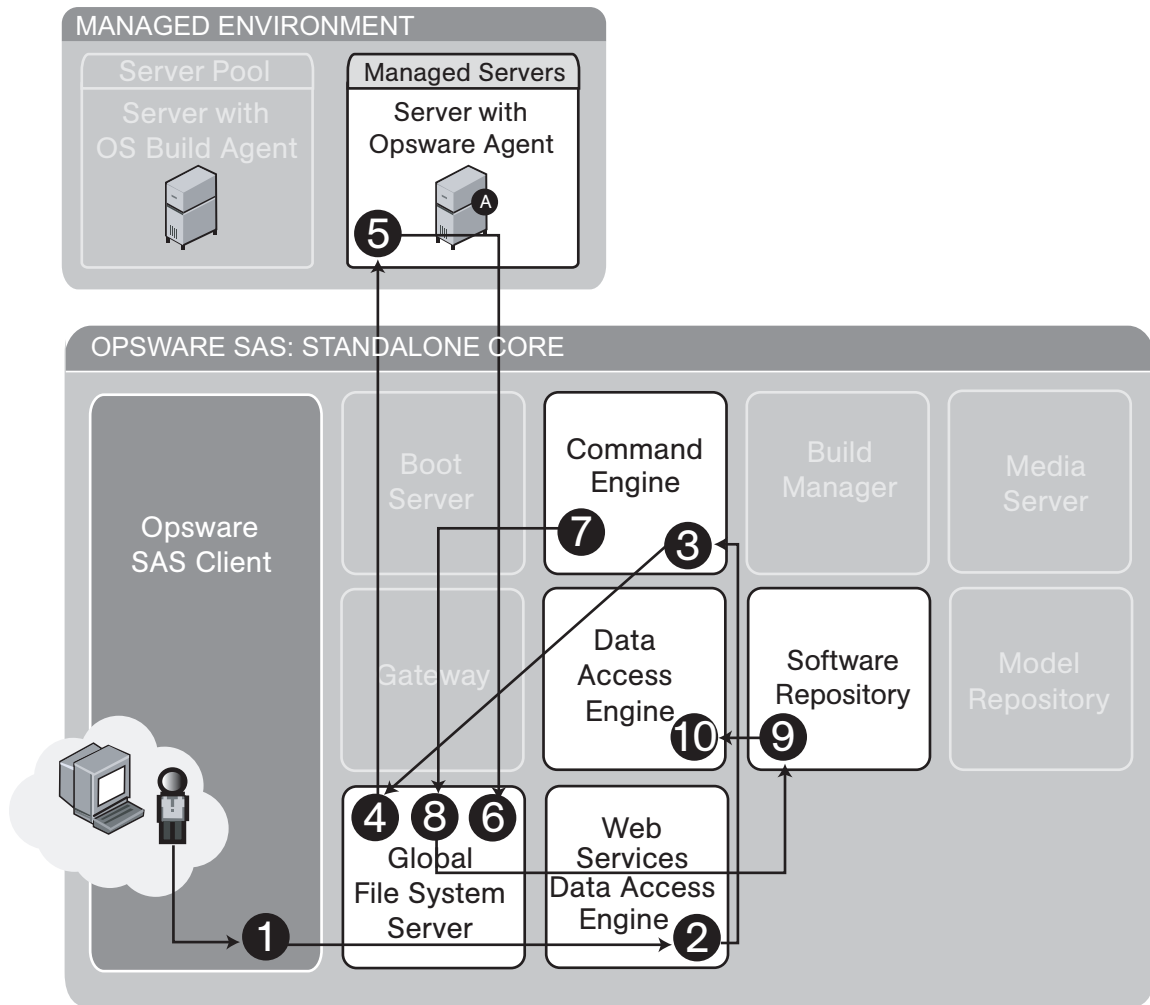 MANAGED ENVIRONMENT
Server Pool
Server with
OS Build Agent
Managed Servers
Server with
Opsware Agent
A
5
OPSWARE SAS: STANDALONE CORE
Opsware
SAS Client
Boot
Server
Command
Engine
7
3
Build
Manager
Media
Server
Gateway
Data
Access
Engine
10
Software
Repository
9
Model
Repository
4
8
6
Global
File System
Server
Web
Services
Data Access
Engine
2
1